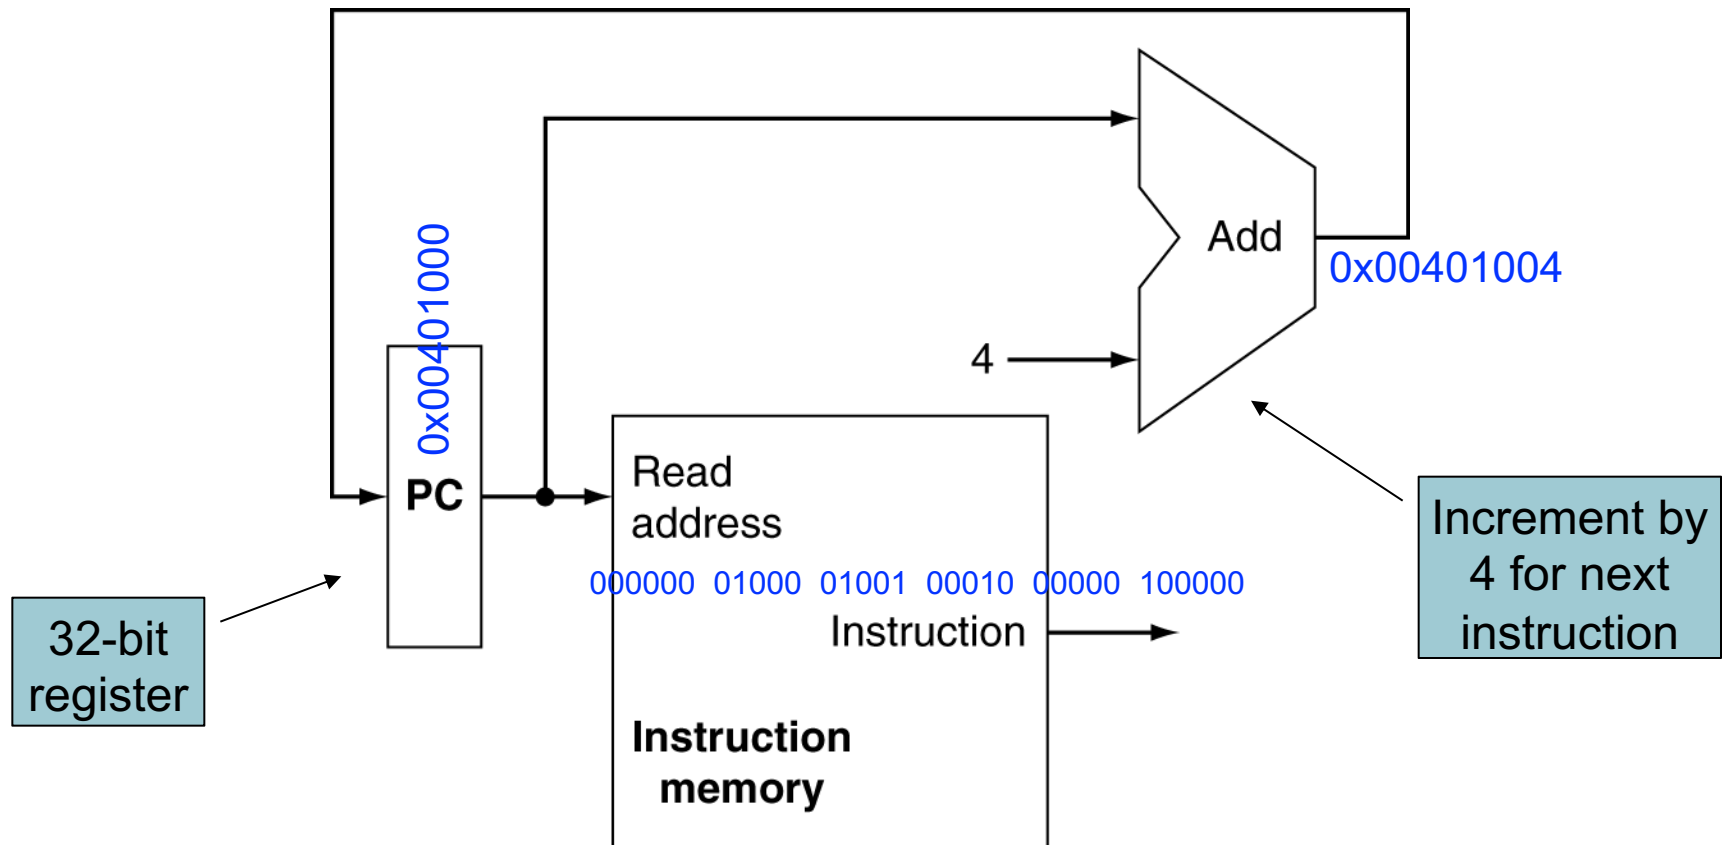 Add
0x00401004
0x00401000
4
PC
Read
address
Increment by
4 for next
instruction
000000 01000 01001 00010 00000 100000
Instruction
32-bit
register
Instruction
memory